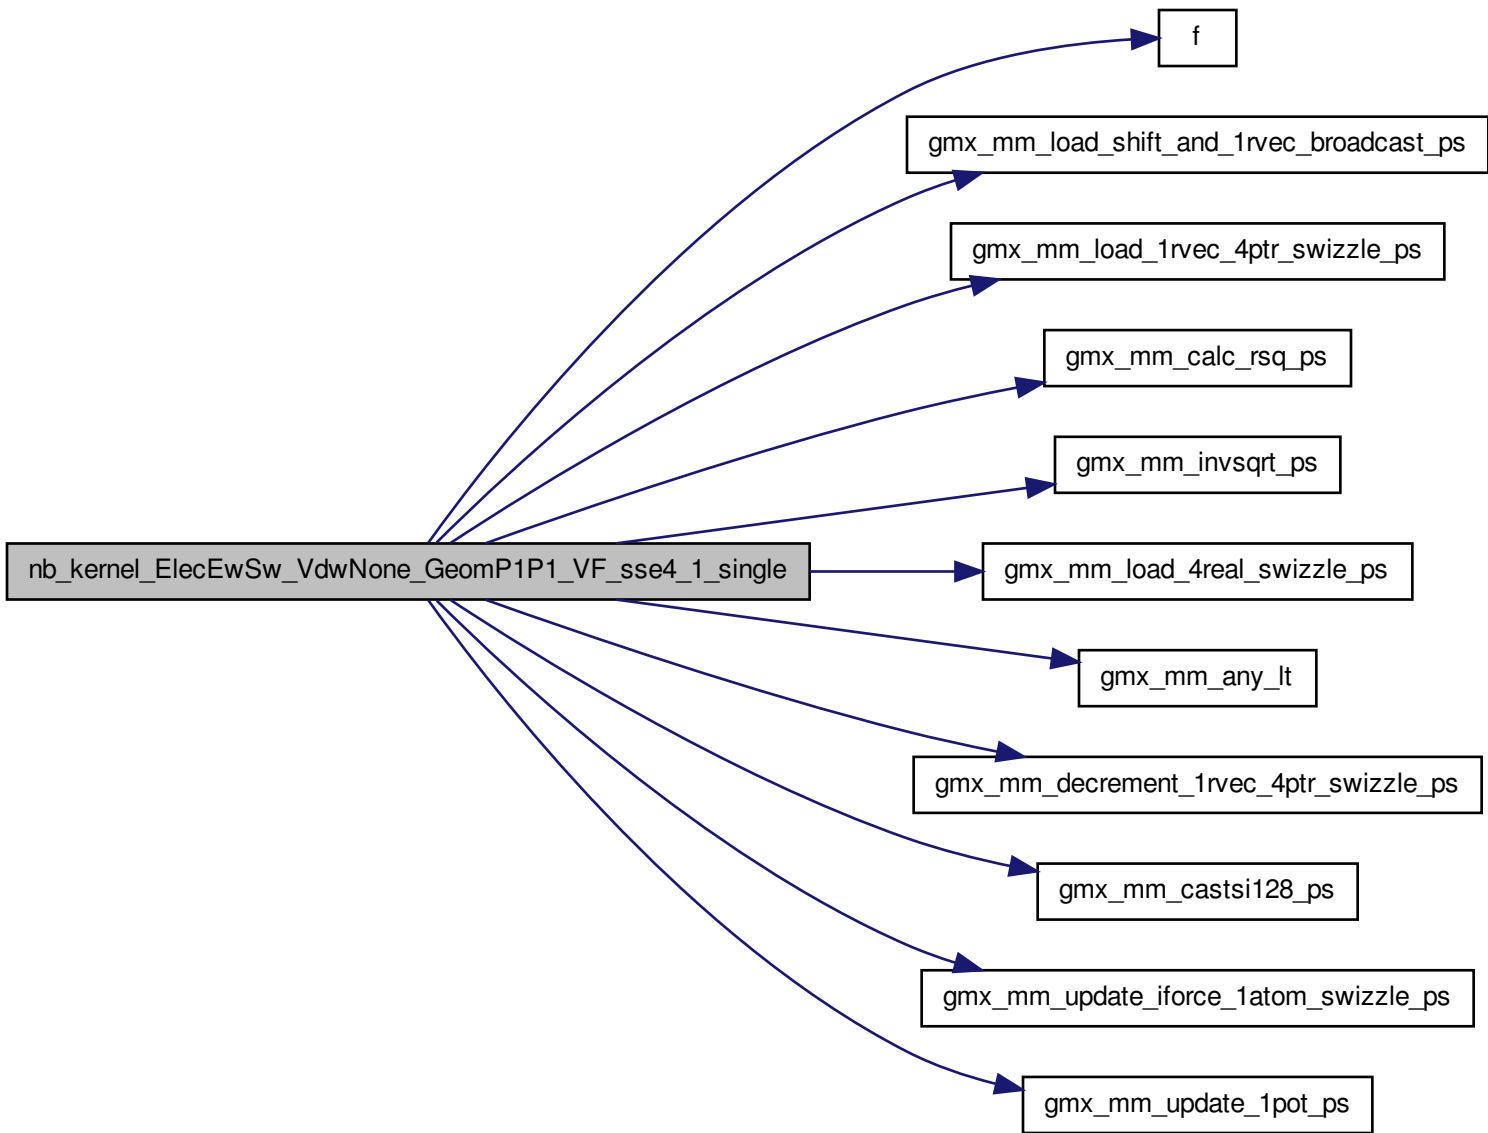 f
gmx_mm_load_shift_and_1rvec_broadcast_ps
gmx_mm_load_1rvec_4ptr_swizzle_ps
gmx_mm_calc_rsq_ps
gmx_mm_invsqrt_ps
nb_kernel_ElecEwSw_VdwNone_GeomP1P1_VF_sse4_1_single
gmx_mm_load_4real_swizzle_ps
gmx_mm_any_lt
gmx_mm_decrement_1rvec_4ptr_swizzle_ps
gmx_mm_castsi128_ps
gmx_mm_update_iforce_1atom_swizzle_ps
gmx_mm_update_1pot_ps